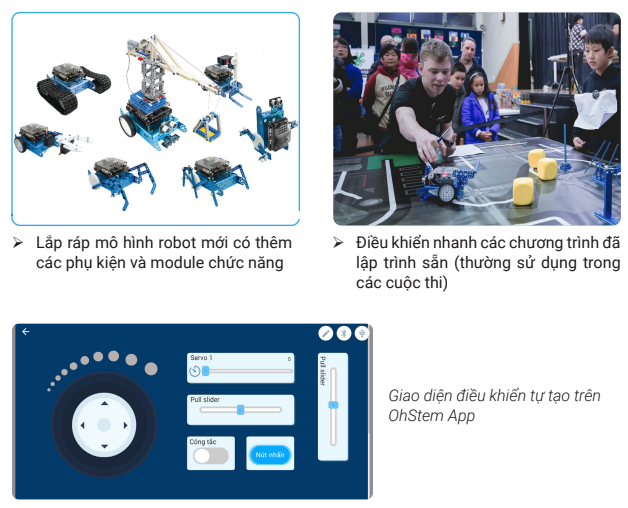 ➢ Lắp ráp mô hình robot mới có thêm
các phụ kiện và module chức năng
➢ Điều khiển nhanh các chương trình đã
lập trình sẵn (thường sử dụng trong
các cuộc thi)
Servo 1
0
Pull slider
Pull slider
Công tắc
Nút nhấn
Giao diện điều khiển tự tạo trên
OhStem App